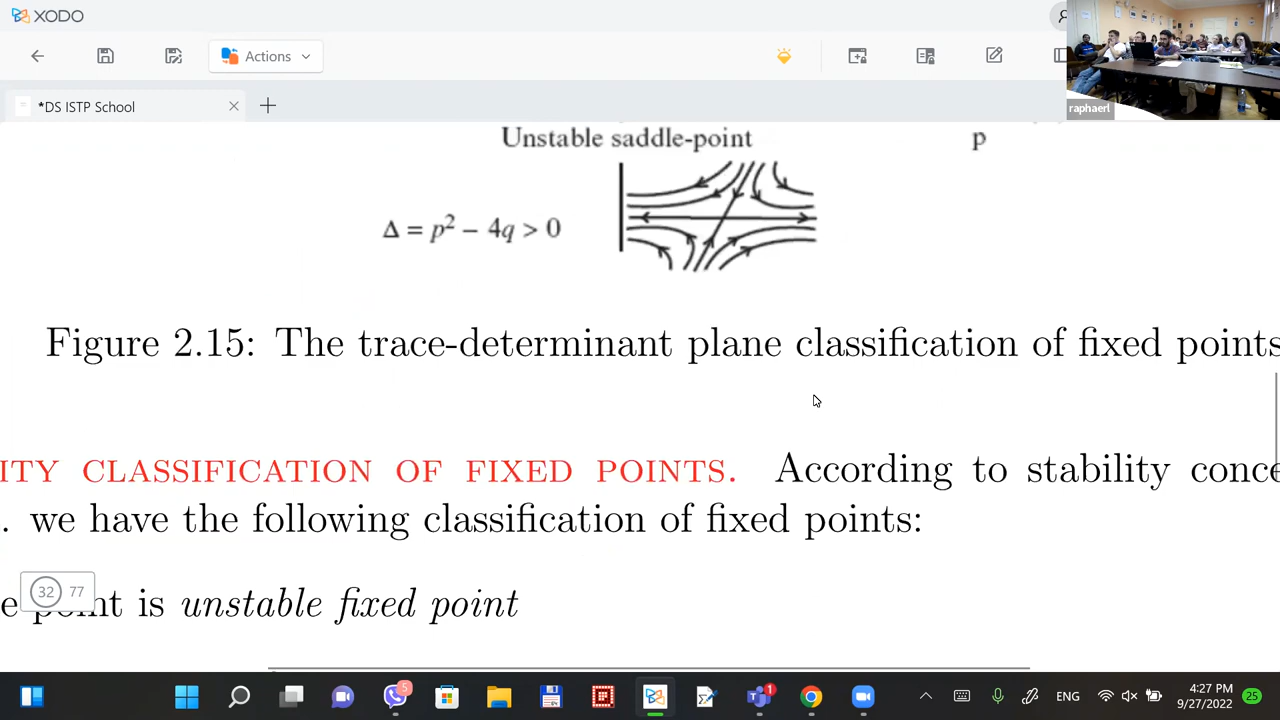 XODO
Actions
raphaerl
*DS ISTP School
Unstable saddle-point
p
Δ = p² − 4q > 0
Figure 2.15: The trace-determinant plane classification of fixed points
ITY CLASSIFICATION OF FIXED POINTS. According to stability conce
. we have the following classification of fixed points:
32 77
e point is unstable fixed point
5
1
ENG
4:27 PM
9/27/2022
25